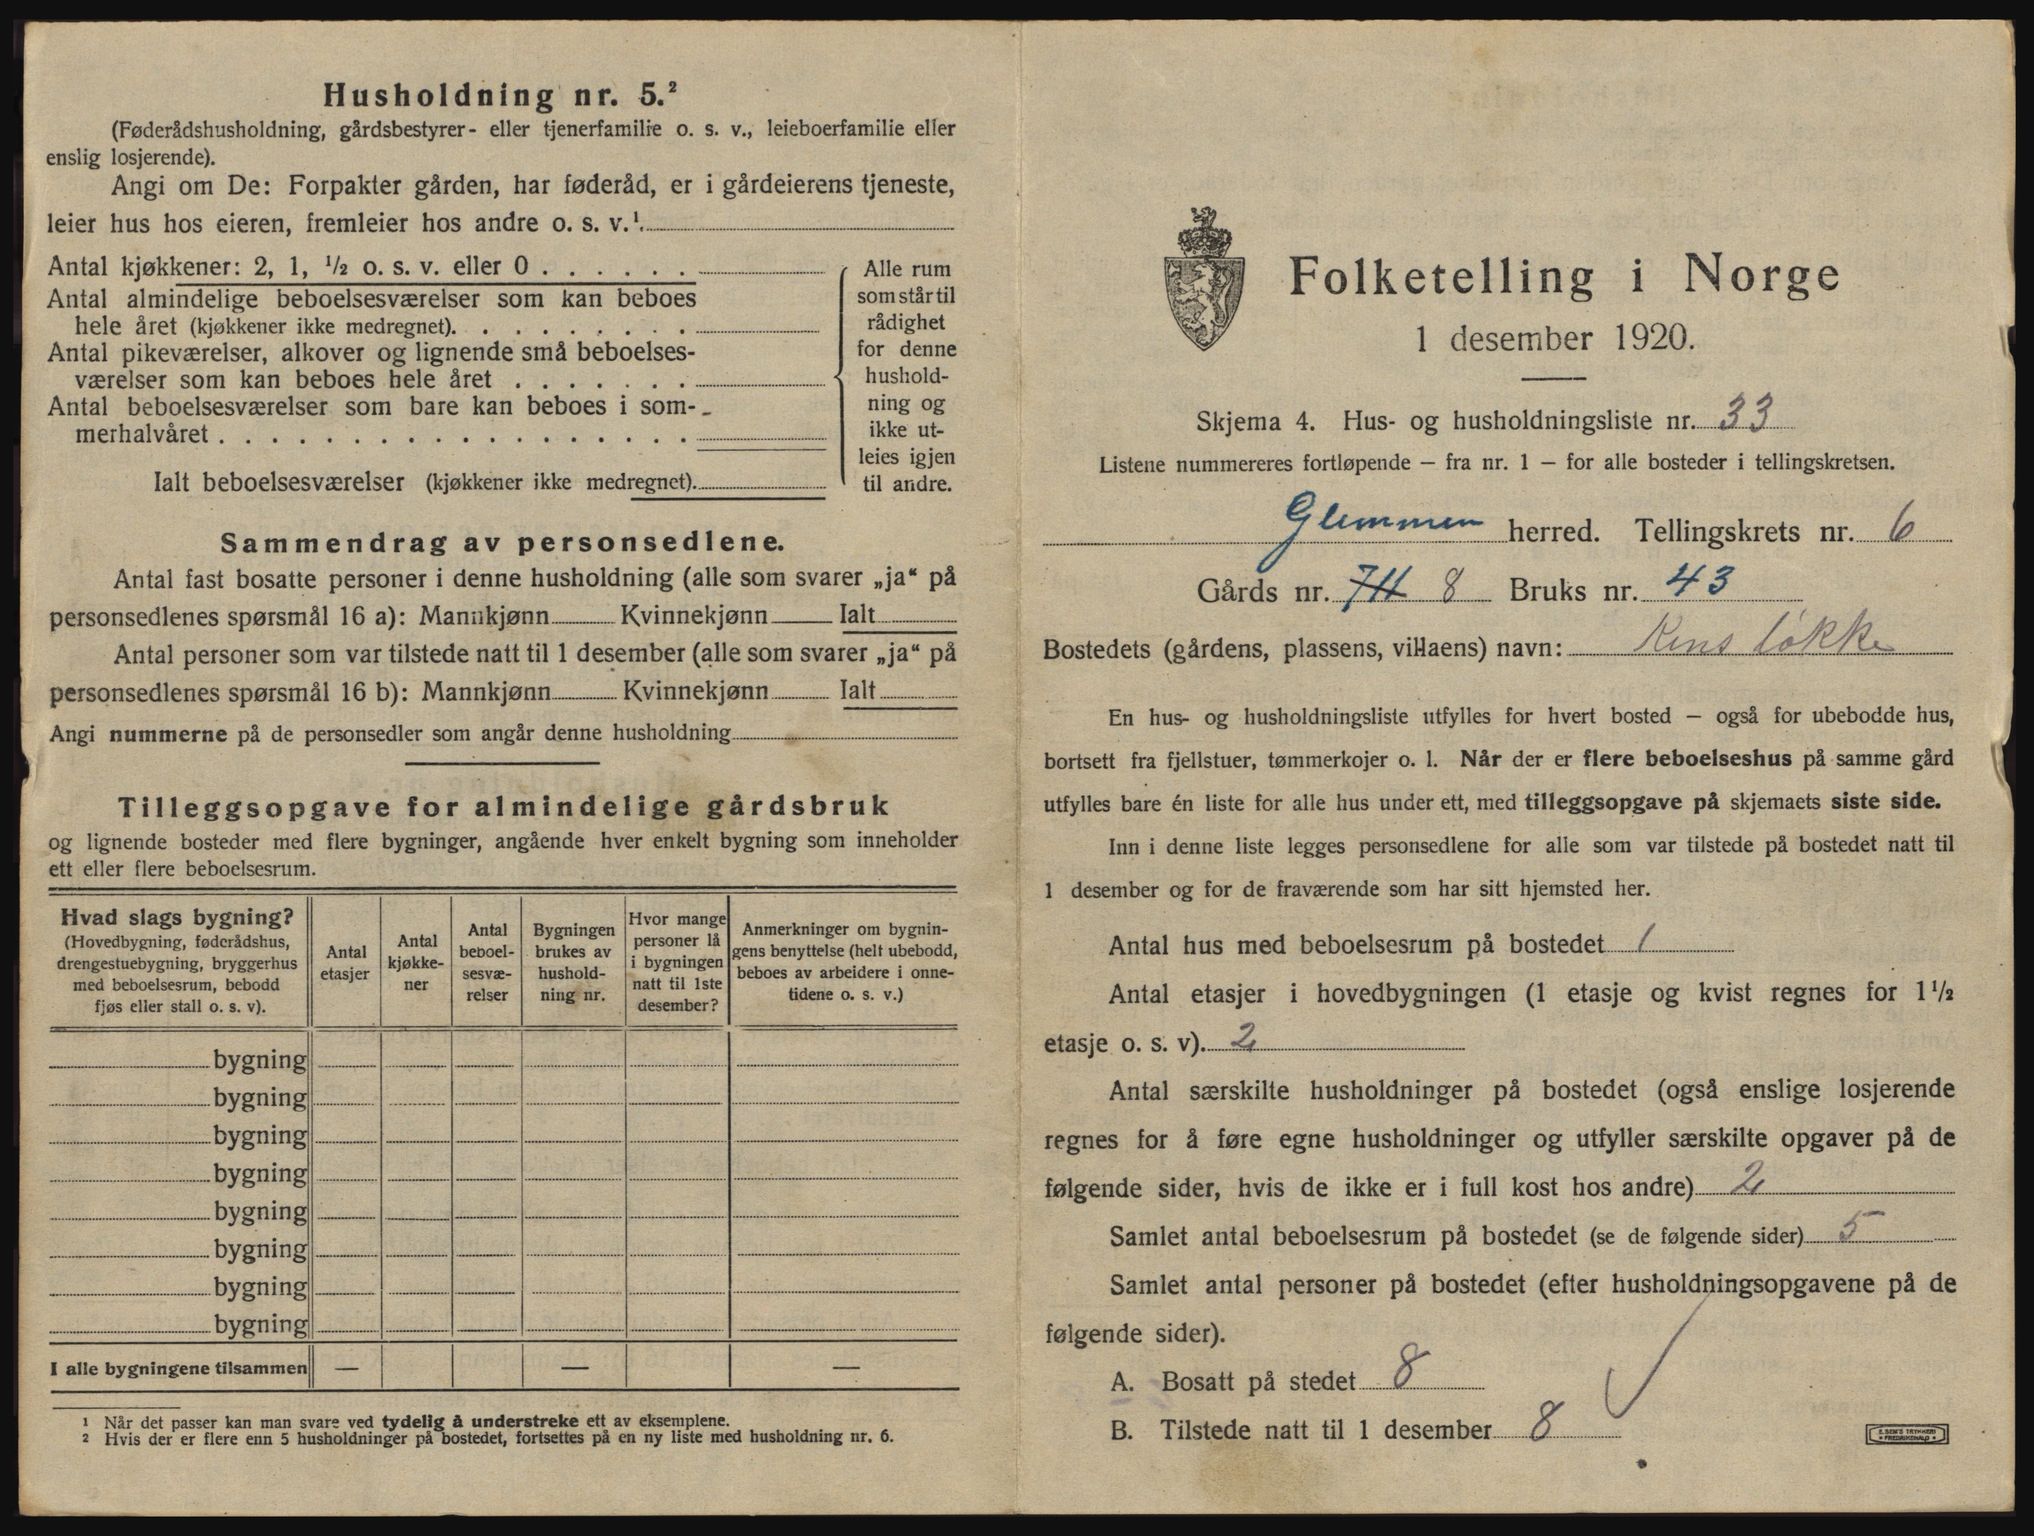 Husholdning nr. 5.²
(Føderådshusholdning, gårdsbestyrer- eller tjenerfamilie o. s. v., leieboerfamilie eller
enslig losjerende).
Angi om De: Forpakter gården, har føderåd, er i gårdeierens tjeneste,
leier hus hos eieren, fremleier hos andre o. s. v.¹.
Antal kjøkkener: 2, 1, ½ o. s. v. eller 0 . . . . . .
Antal almindelige beboelsesværelser som kan beboes
hele året (kjøkkener ikke medregnet). . . . . . . . .
Antal pikeværelser, alkover og lignende små beboelses-
værelser som kan beboes hele året . . . . . . .
Antal beboelsesværelser som bare kan beboes i som-
merhalvåret . . . . . . . . . . . . . . . . . .
Ialt beboelsesværelser (kjøkkener ikke medregnet).
Alle rum
som står til
rådighet
for denne
hushold-
ning og
ikke ut-
leies igjen
til andre.
Sammendrag av personsedlene.
Antal fast bosatte personer i denne husholdning (alle som svarer „ja“ på
personsedlenes spørsmål 16 a): Mannkjønn Kvinnekjønn Ialt
Antal personer som var tilstede natt til 1 desember (alle som svarer „ja“ på
personsedlenes spørsmål 16 b): Mannkjønn Kvinnekjønn Ialt
Angi nummerne på de personsedler som angår denne husholdning
Tilleggsopgave for almindelige gårdsbruk
og lignende bosteder med flere bygninger, angående hver enkelt bygning som inneholder
ett eller flere beboelsesrum.
Hvad slags bygning?
(Hovedbygning, føderådshus,
drengestuebygning, bryggerhus
med beboelsesrum, bebodd
fjøs eller stall o. s. v).
Antal
etasjer
Antal
kjøkke-
ner
Antal
beboel-
sesvæ-
relser
Bygningen
brukes av
hushold-
ning nr.
Hvor mange
personer lå
i bygningen
natt til 1ste
desember?
Anmerkninger om bygnin-
gens benyttelse (helt ubebodd,
beboes av arbeidere i onne-
tidene o. s. v.)
bygning
bygning
bygning
bygning
bygning
bygning
bygning
bygning
I alle bygningene tilsammen — — —
¹ Når det passer kan man svare ved tydelig å understreke ett av eksemplene.
² Hvis der er flere enn 5 husholdninger på bostedet, fortsettes på en ny liste med husholdning nr. 6.
Folketelling i Norge
1 desember 1920.
Skjema 4. Hus- og husholdningsliste nr. 33
Listene nummereres fortløpende – fra nr. 1 – for alle bosteder i tellingskretsen.
Glemmen herred. Tellingskrets nr. 6
Gårds nr. 8 Bruks nr. 43
Bostedets (gårdens, plassens, villaens) navn: løkke
En hus- og husholdningsliste utfylles for hvert bosted – også for ubebodde hus,
bortsett fra fjellstuer, tømmerkojer o. l. Når der er flere beboelseshus på samme gård
utfylles bare én liste for alle hus under ett, med tilleggsopgave på skjemaets siste side.
Inn i denne liste legges personsedlene for alle som var tilstede på bostedet natt til
1 desember og for de fraværende som har sitt hjemsted her.
Antal hus med beboelsesrum på bostedet 1
Antal etasjer i hovedbygningen (1 etasje og kvist regnes for 1½
etasje o. s. v). 2
Antal særskilte husholdninger på bostedet (også enslige losjerende
regnes for å føre egne husholdninger og utfyller særskilte opgaver på de
følgende sider, hvis de ikke er i full kost hos andre) 2
Samlet antal beboelsesrum på bostedet (se de følgende sider) 5
Samlet antal personer på bostedet (efter husholdningsopgavene på de
følgende sider).
A. Bosatt på stedet 8
B. Tilstede natt til 1 desember 8
E. SEM'S TRYKKERI
• FREDRIKSHALD •